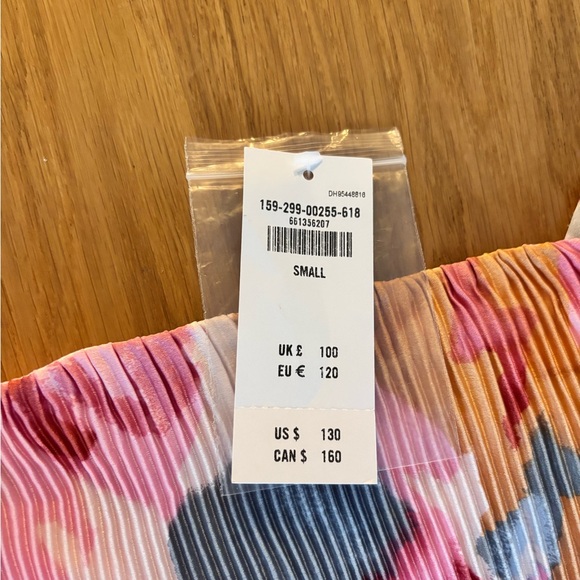 DH95448818
159-299-00255-618
661356207
SMALL
UK £ 100
EU € 120
US $ 130
CAN $ 160